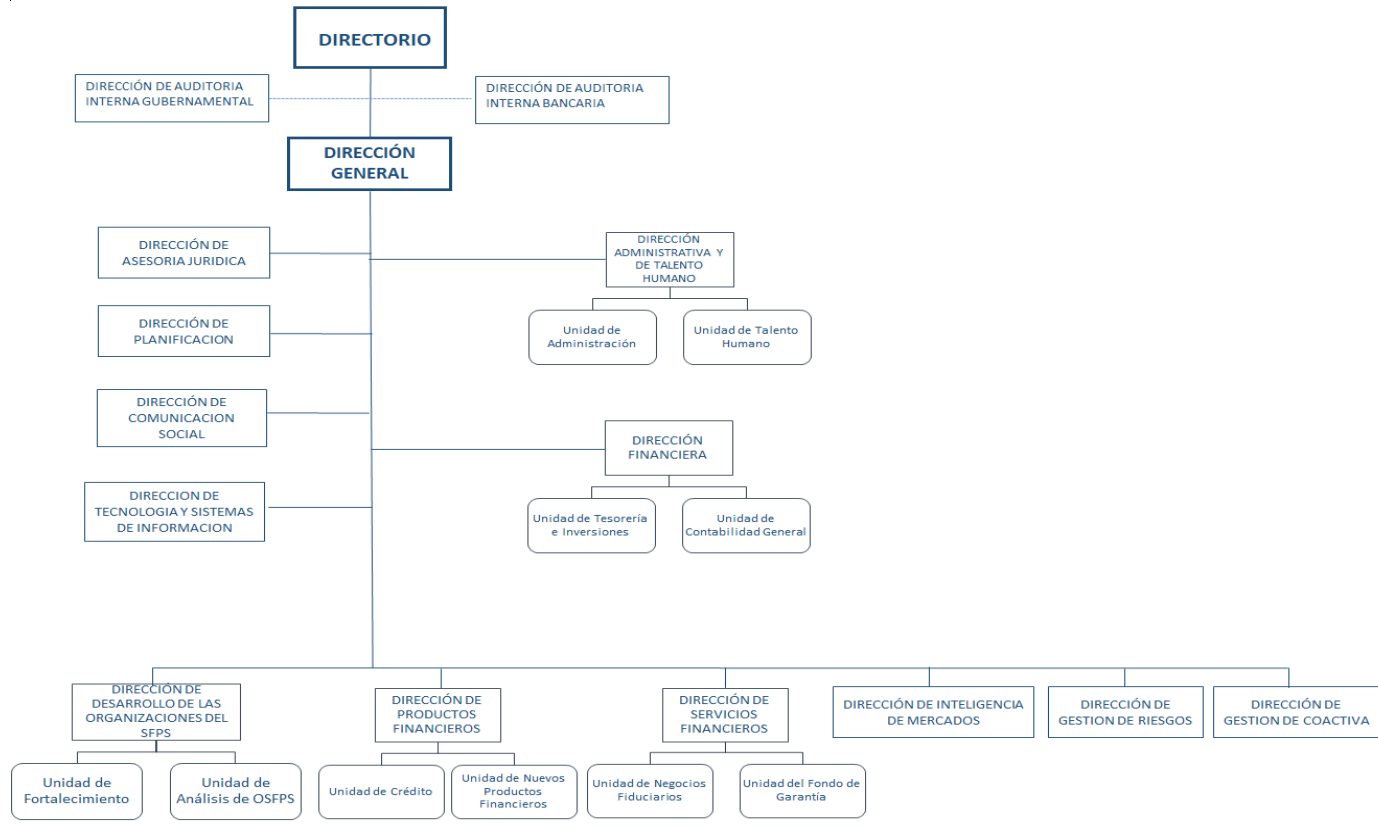 DIRECTORIO
DIRECCIÓN DE AUDITORIA
INTERNA GUBERNAMENTAL
DIRECCIÓN DE AUDITORIA
INTERNA BANCARIA
DIRECCIÓN
GENERAL
DIRECCIÓN DE
ASESORIA JURIDICA
DIRECCIÓN
ADMINISTRATIVA Y
DE TALENTO
HUMANO
Unidad de
Administración
Unidad de Talento
Humano
DIRECCIÓN DE
PLANIFICACION
DIRECCIÓN DE
COMUNICACION
SOCIAL
DIRECCIÓN
FINANCIERA
Unidad de Tesorería
e Inversiones
Unidad de
Contabilidad General
DIRECCION DE
TECNOLOGIA Y SISTEMAS
DE INFORMACION
DIRECCIÓN DE
DESARROLLO DE LAS
ORGANIZACIONES DEL
SFPS
DIRECCIÓN DE
PRODUCTOS
FINANCIEROS
DIRECCIÓN DE
SERVICIOS
FINANCIEROS
DIRECCIÓN DE INTELIGENCIA
DE MERCADOS
DIRECCIÓN DE
GESTION DE RIESGOS
DIRECCIÓN DE
GESTION DE COACTIVA
Unidad de
Fortalecimiento
Unidad de
Análisis de OSFPS
Unidad de Crédito
Unidad de Nuevos
Productos
Financieros
Unidad de Negocios
Fiduciarios
Unidad del Fondo de
Garantía